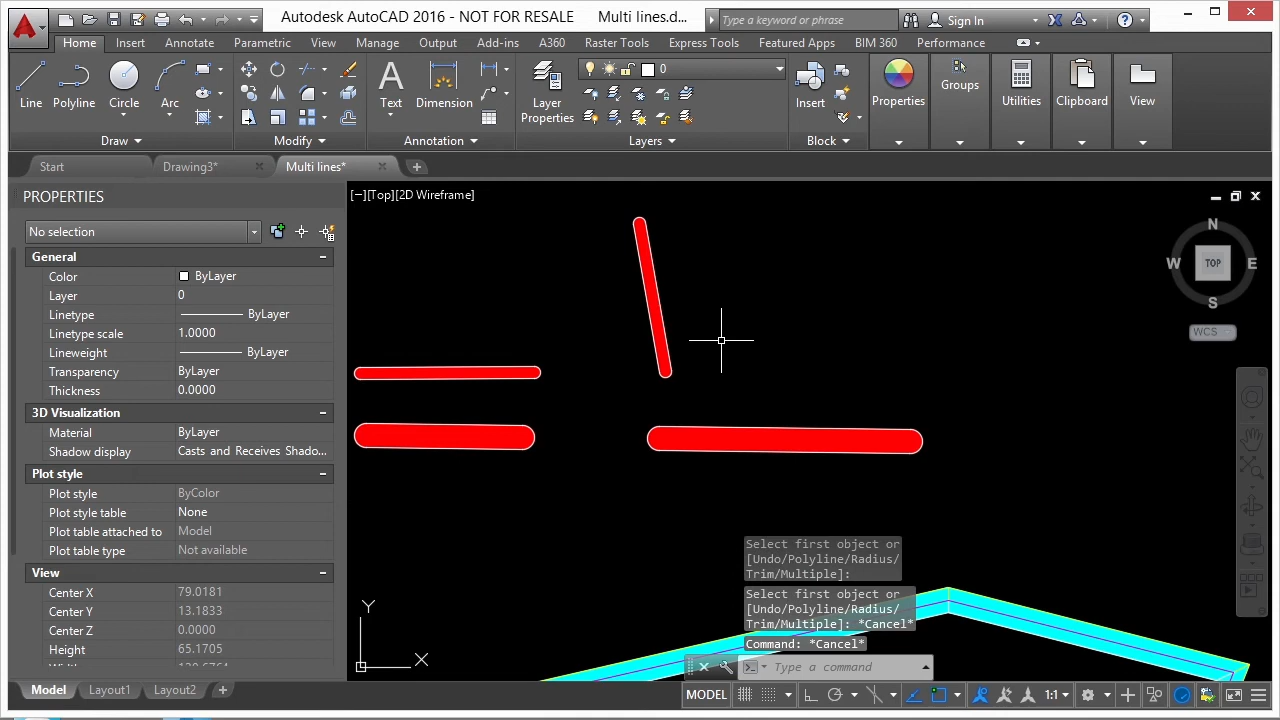 Autodesk AutoCAD 2016 - NOT FOR RESALE Multi lines.d...
Type a keyword or phrase
Sign In
Home Insert Annotate Parametric View Manage Output Add-ins A360 Raster Tools Express Tools Featured Apps BIM 360 Performance
Line Polyline Circle Arc
Text Dimension
Layer Properties
0
Insert
Properties Groups Utilities Clipboard View
Draw Modify Annotation Layers Block
Start Drawing3* Multi lines*
PROPERTIES
[−][Top][2D Wireframe]
No selection
General
Color ByLayer
Layer 0
Linetype ByLayer
Linetype scale 1.0000
Lineweight ByLayer
Transparency ByLayer
Thickness 0.0000
3D Visualization
Material ByLayer
Shadow display Casts and Receives Shado...
Plot style
Plot style ByColor
Plot style table None
Plot table attached to Model
Plot table type Not available
View
Center X 79.0181
Center Y 13.1833
Center Z 0.0000
Height 65.1705
N
W TOP E
S
WCS
Select first object or
[Undo/Polyline/Radius/
Trim/Multiple]:
Select first object or
[Undo/Polyline/Radius/
Trim/Multiple]: *Cancel*
Command: *Cancel*
Type a command
Y
X
Model Layout1 Layout2
MODEL
1:1